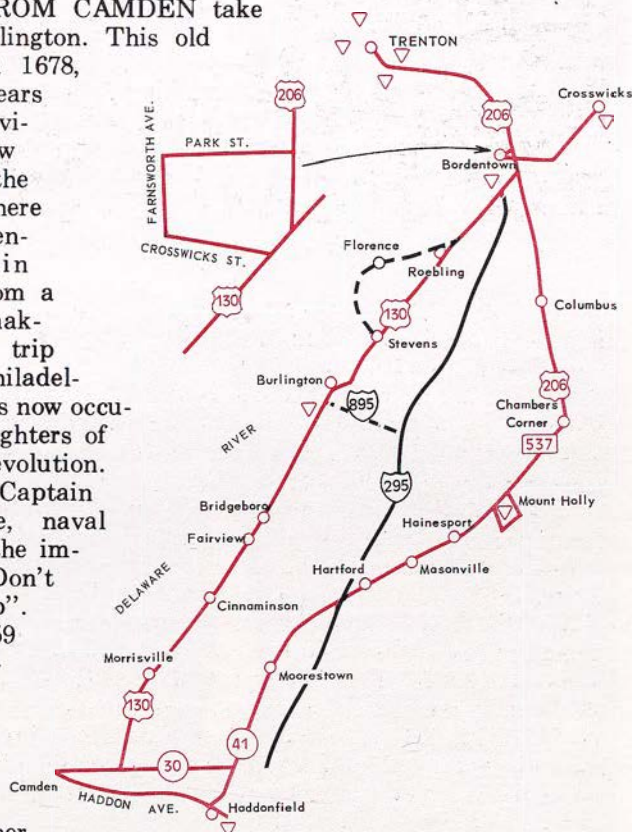 ROM CAMDEN take
lington. This old
1678,
ears
vi-
w
the
here
en-
in
om a
ak-
trip
hiladel-
s now occu-
ghters of
evolution.
Captain
e, naval
he im-
Don't
p".
59
TRENTON
206
Crosswicks
206
Bordentown
PARK ST.
FARNSWORTH AVE.
CROSSWICKS ST.
130
Florence
Roebling
130
Stevens
Columbus
Burlington
895
206
Chambers
Corner
537
RIVER
295
Mount Holly
Bridgeboro
Fairview
Hainesport
Hartford
Masonville
DELAWARE
Cinnaminson
Morrisville
Moorestown
130
41
30
Camden
HADDON AVE.
Haddonfield